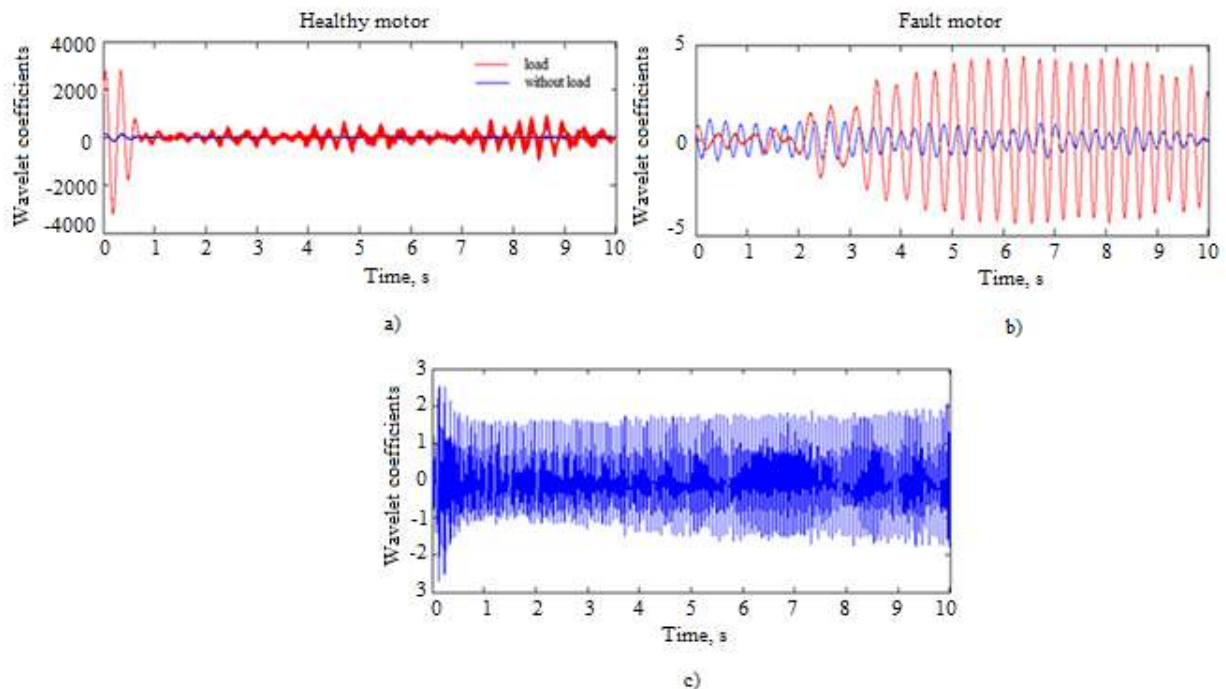 Healthy motor
Wavelet coefficients
4000
2000
0
-2000
-4000
load
without load
0 1 2 3 4 5 6 7 8 9 10
Time, s
a)
Fault motor
Wavelet coefficients
5
0
-5
0 1 2 3 4 5 6 7 8 9 10
Time, s
b)
Wavelet coefficients
3
2
1
0
-1
-2
3
0 1 2 3 4 5 6 7 8 9 10
Time, s
c)